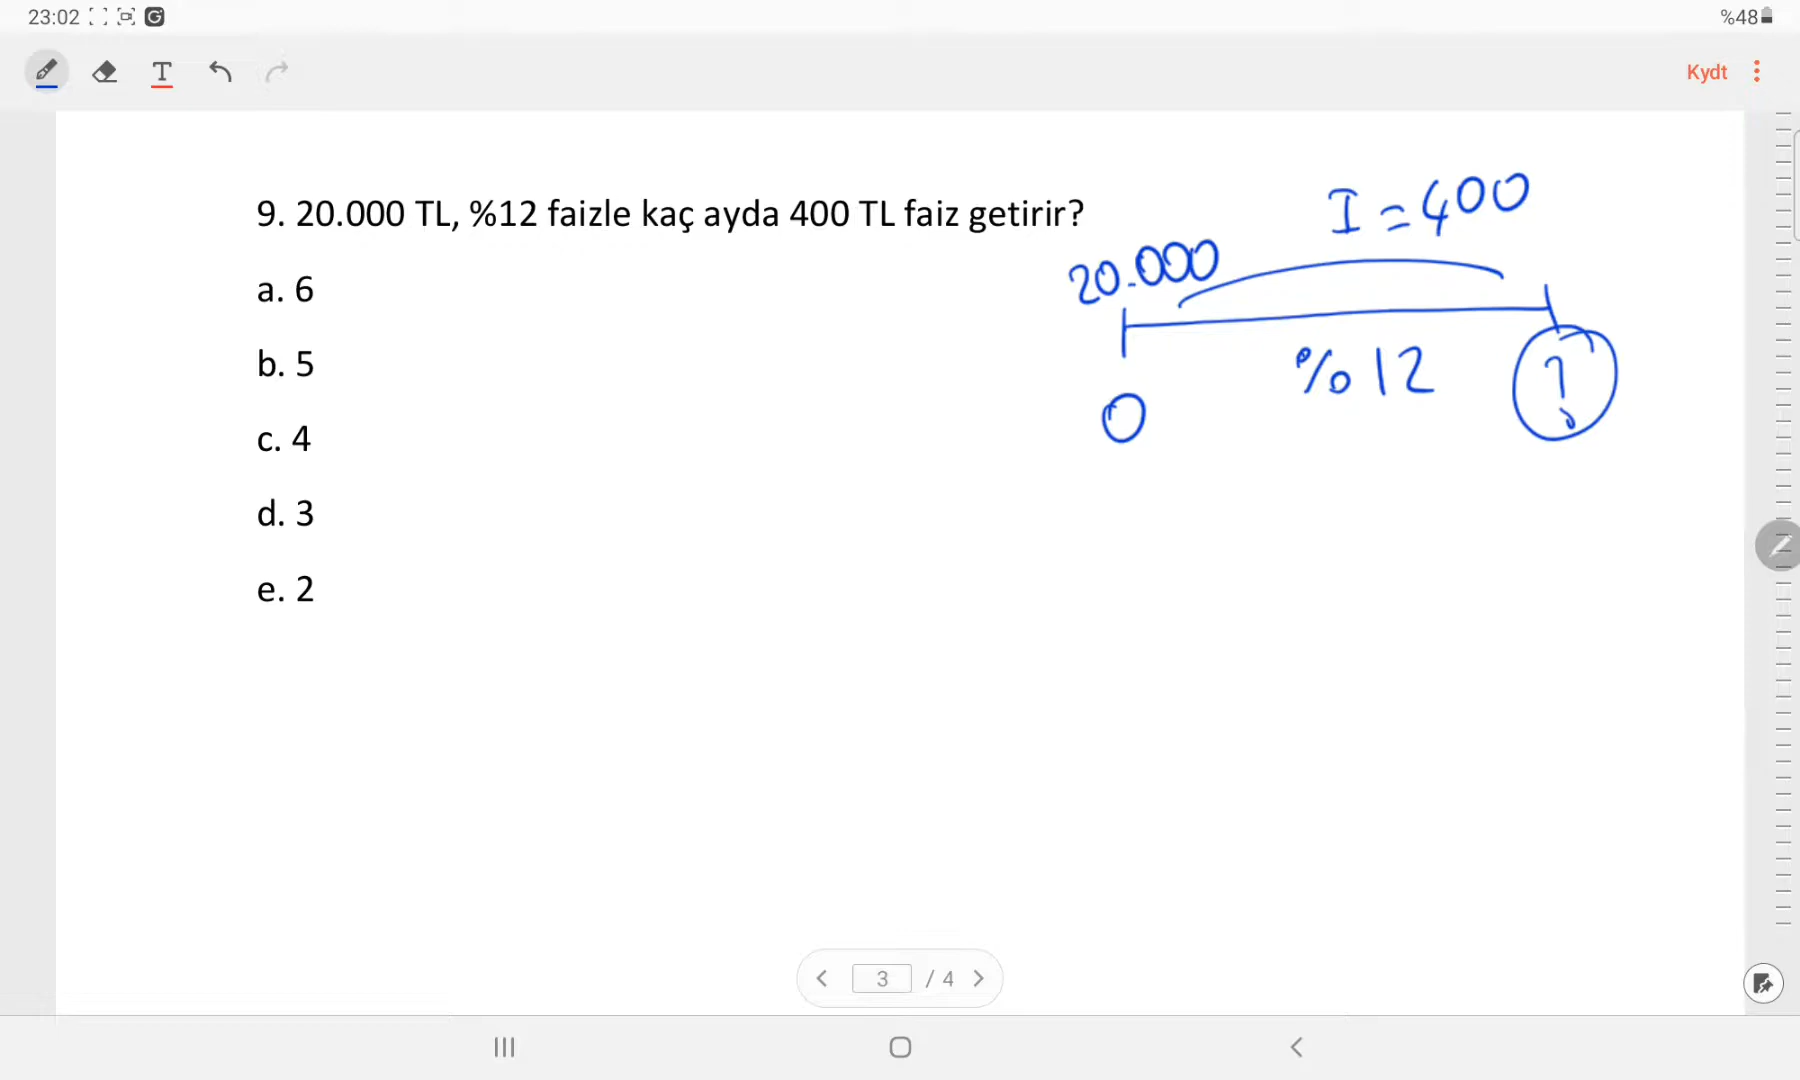 23:02
%48
T
Kydt
9. 20.000 TL, %12 faizle kaç ayda 400 TL faiz getirir?
a. 6
b. 5
c. 4
d. 3
e. 2
I = 400
20.000
% 12
0
?
3 / 4